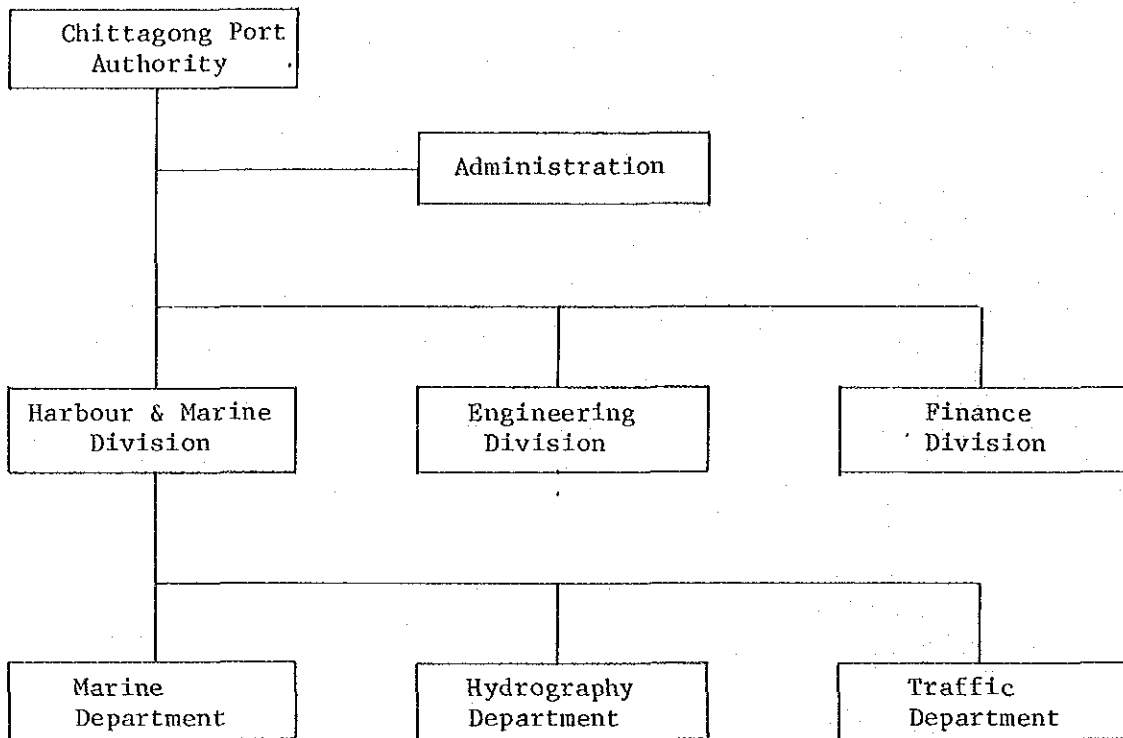 Chittagong Port
Authority
Administration
Harbour & Marine
Division
Engineering
Division
Finance
Division
Marine
Department
Hydrography
Department
Traffic
Department